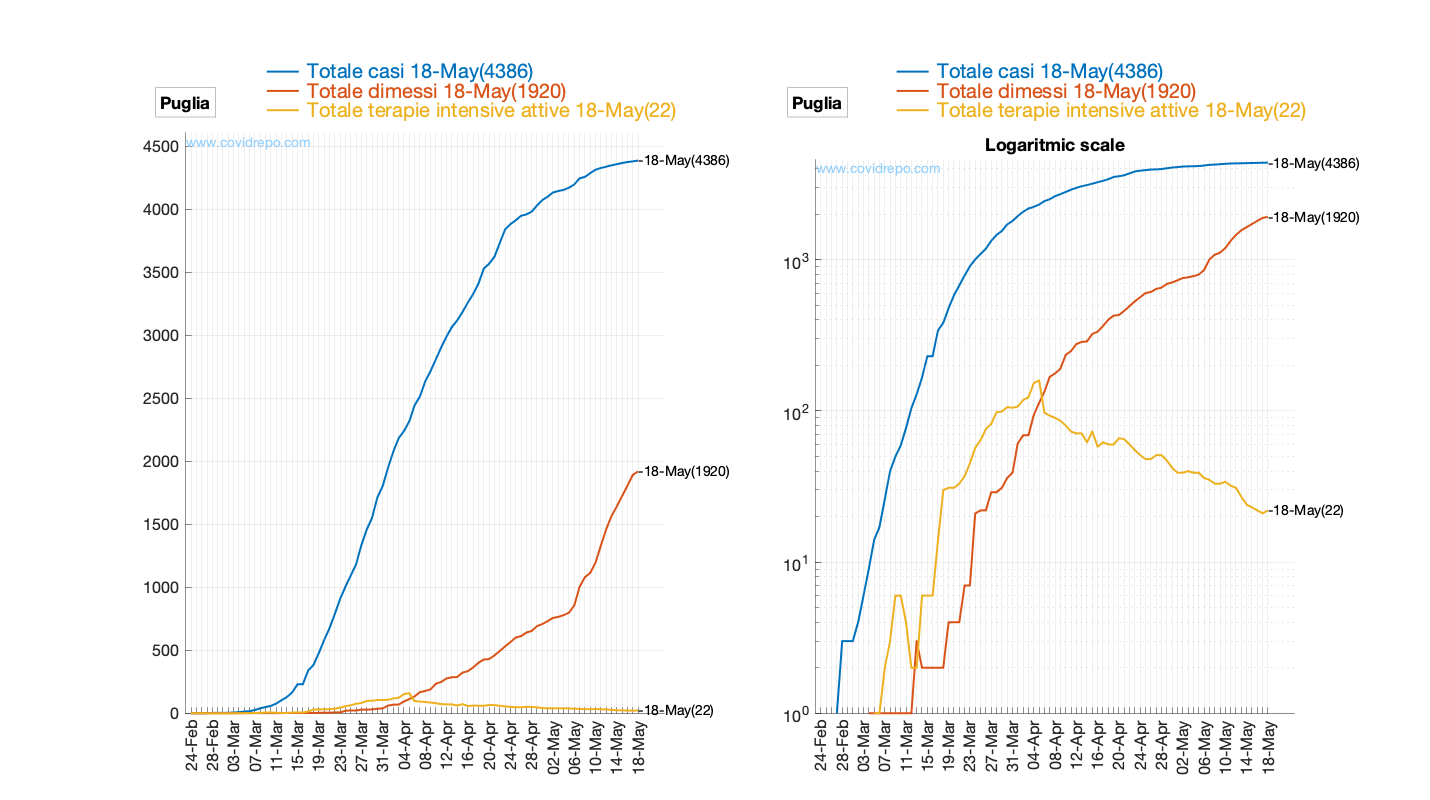 Totale casi 18-May(4386)
Totale dimessi 18-May(1920)
Totale terapie intensive attive 18-May(22)
Puglia
www.covidrepo.com
4500
4000
3500
3000
2500
2000
1500
1000
500
0
18-May(4386)
18-May(1920)
18-May(22)
24-Feb
28-Feb
03-Mar
07-Mar
11-Mar
15-Mar
19-Mar
23-Mar
27-Mar
31-Mar
04-Apr
08-Apr
12-Apr
16-Apr
20-Apr
24-Apr
28-Apr
02-May
06-May
10-May
14-May
18-May
Totale casi 18-May(4386)
Totale dimessi 18-May(1920)
Totale terapie intensive attive 18-May(22)
Puglia
Logaritmic scale
www.covidrepo.com
10^3
10^2
10^1
10^0
18-May(4386)
18-May(1920)
18-May(22)
24-Feb
28-Feb
03-Mar
07-Mar
11-Mar
15-Mar
19-Mar
23-Mar
27-Mar
31-Mar
04-Apr
08-Apr
12-Apr
16-Apr
20-Apr
24-Apr
28-Apr
02-May
06-May
10-May
14-May
18-May